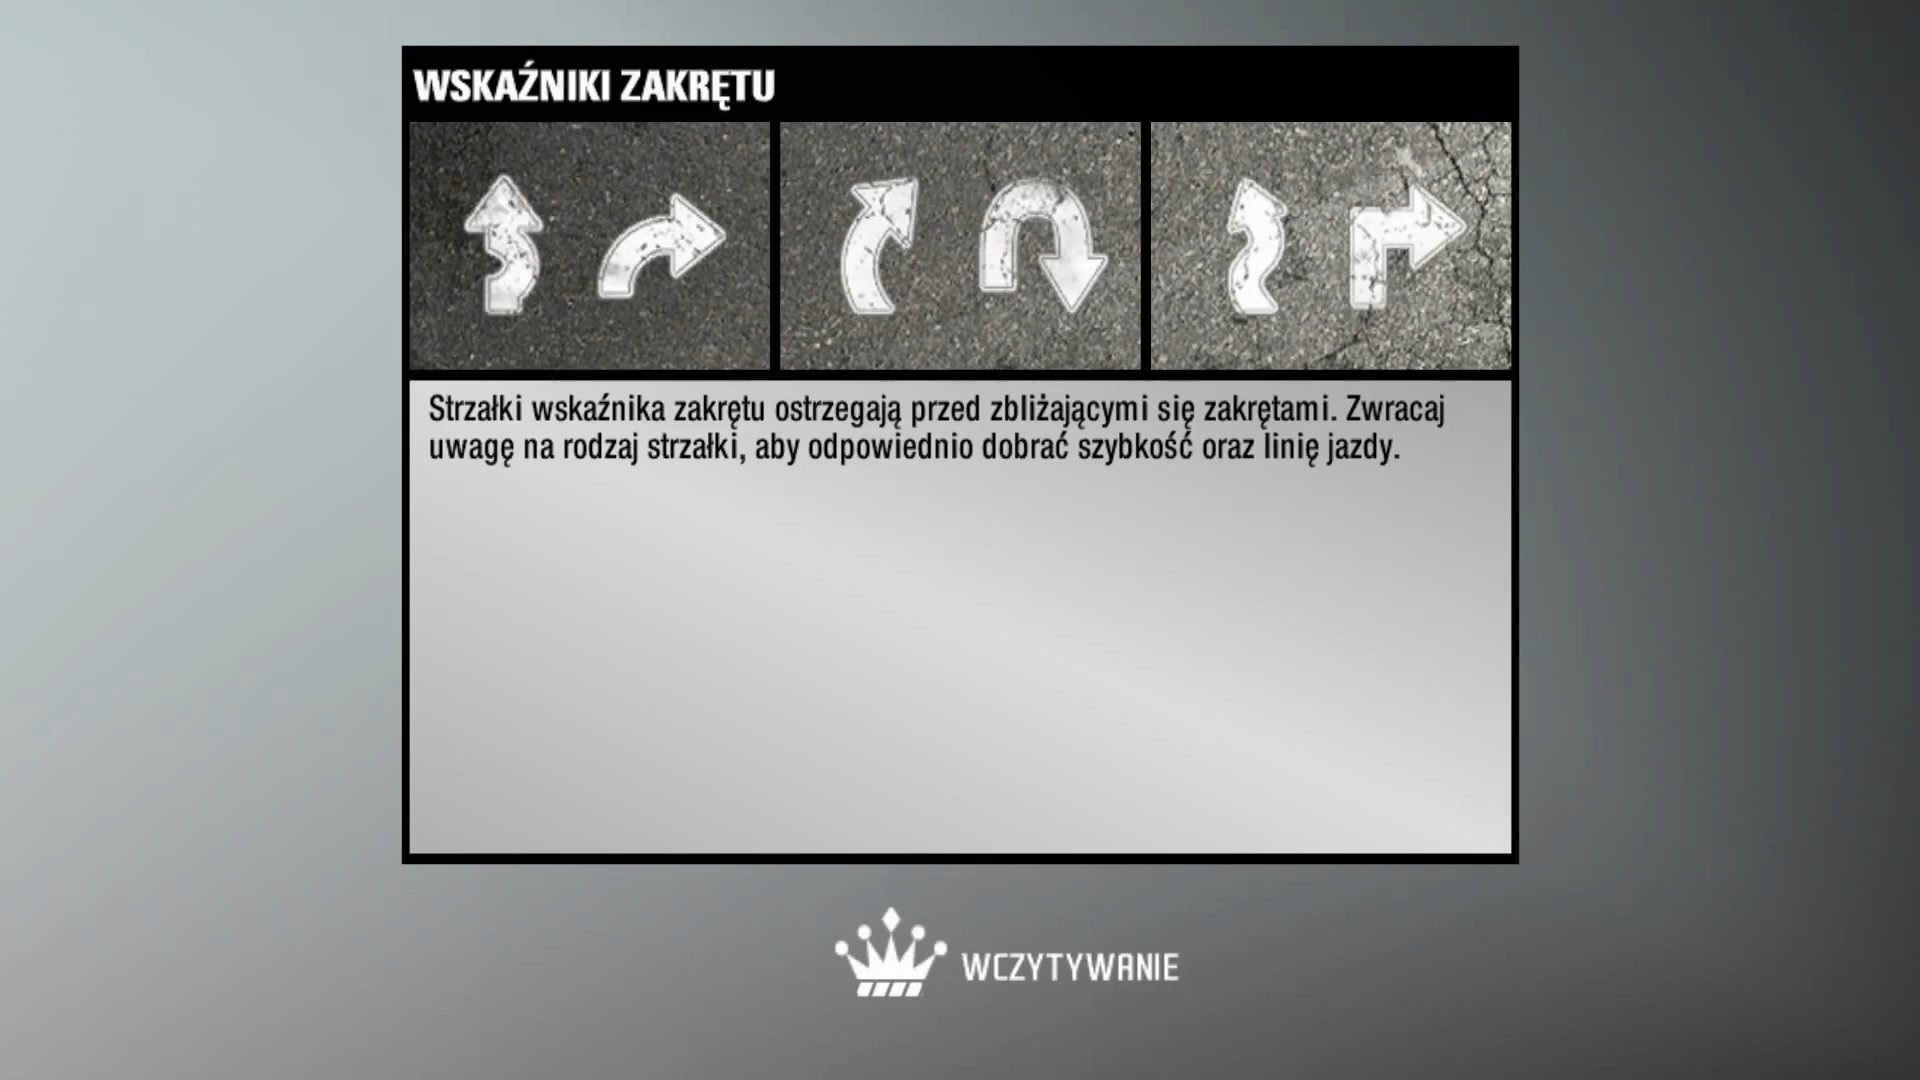 WSKAŹNIKI ZAKRĘTU
Strzałki wskaźnika zakrętu ostrzegają przed zbliżającymi się zakrętami. Zwracaj
uwagę na rodzaj strzałki, aby odpowiednio dobrać szybkość oraz linię jazdy.
WCZYTYWANIE